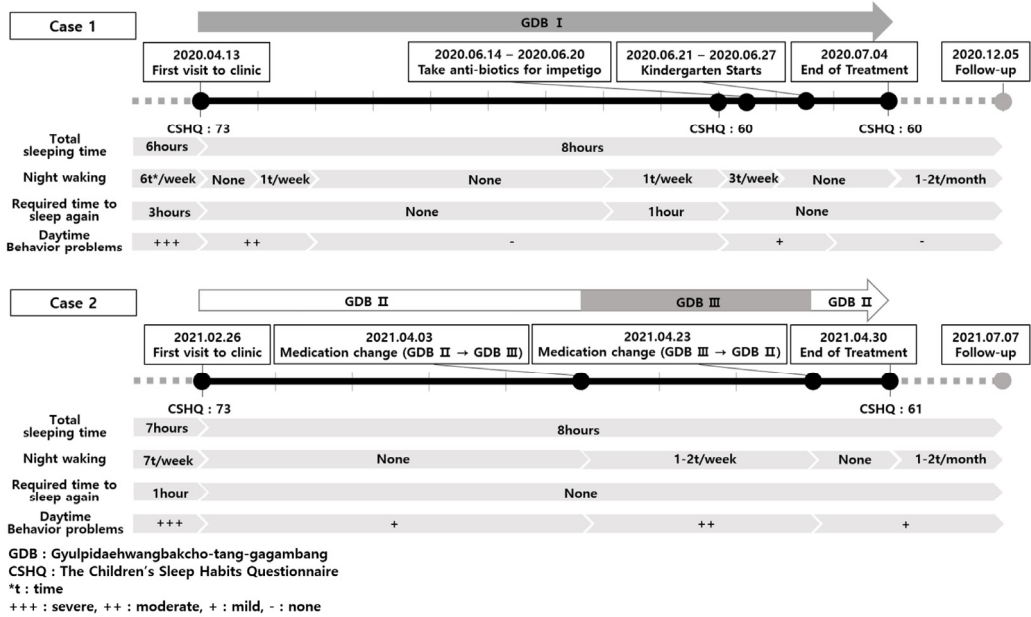 Case 1
GDB Ⅰ
2020.04.13
First visit to clinic
2020.06.14 – 2020.06.20
Take anti-biotics for impetigo
2020.06.21 – 2020.06.27
Kindergarten Starts
2020.07.04
End of Treatment
2020.12.05
Follow-up
CSHQ : 73
CSHQ : 60
CSHQ : 60
Total
sleeping time
6hours
8hours
Night waking
6t*/week
None
1t/week
None
1t/week
3t/week
None
1-2t/month
Required time to
sleep again
3hours
None
1hour
None
Daytime
Behavior problems
+++
++
-
+
-
Case 2
GDB Ⅱ
GDB Ⅲ
GDB Ⅱ
2021.02.26
First visit to clinic
2021.04.03
Medication change (GDB Ⅱ → GDB Ⅲ)
2021.04.23
Medication change (GDB Ⅲ → GDB Ⅱ)
2021.04.30
End of Treatment
2021.07.07
Follow-up
CSHQ : 73
CSHQ : 61
Total
sleeping time
7hours
8hours
Night waking
7t/week
None
1-2t/week
None
1-2t/month
Required time to
sleep again
1hour
None
Daytime
Behavior problems
+++
+
++
+
GDB : Gyulpidaehwangbakcho-tang-gagambang
CSHQ : The Children’s Sleep Habits Questionnaire
*t : time
+++ : severe, ++ : moderate, + : mild, - : none